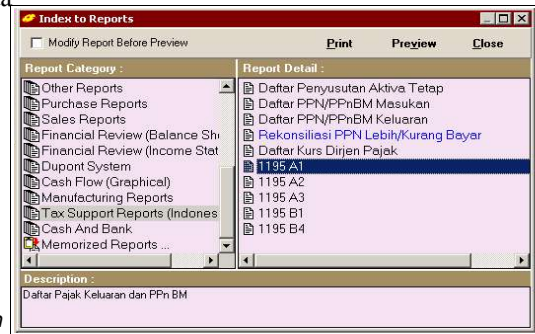 a
Index to Reports
Modify Report Before Preview Print Preview Close
Report Category :
Other Reports
Purchase Reports
Sales Reports
Financial Review (Balance She
Financial Review (Income Stat
Dupont System
Cash Flow (Graphical)
Manufacturing Reports
Tax Support Reports (Indones
Cash And Bank
Memorized Reports ...
Report Detail :
Daftar Penyusutan Aktiva Tetap
Daftar PPN/PPnBM Masukan
Daftar PPN/PPnBM Keluaran
Rekonsiliasi PPN Lebih/Kurang Bayar
Daftar Kurs Dirjen Pajak
1195 A1
1195 A2
1195 A3
1195 B1
1195 B4
Description :
Daftar Pajak Keluaran dan PPn BM